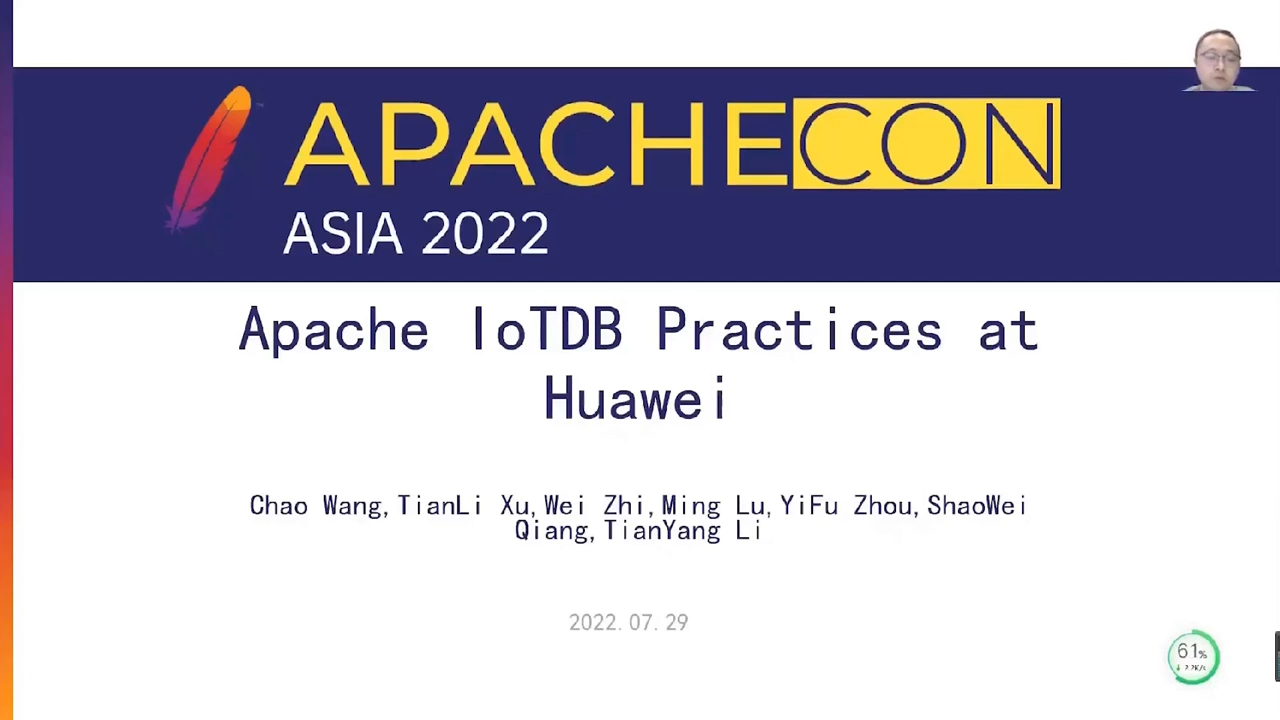 APACHECON
ASIA 2022
Apache IoTDB Practices at
Huawei
Chao Wang,TianLi Xu,Wei Zhi,Ming Lu,YiFu Zhou,ShaoWei
Qiang,TianYang Li
2022.07.29
61%